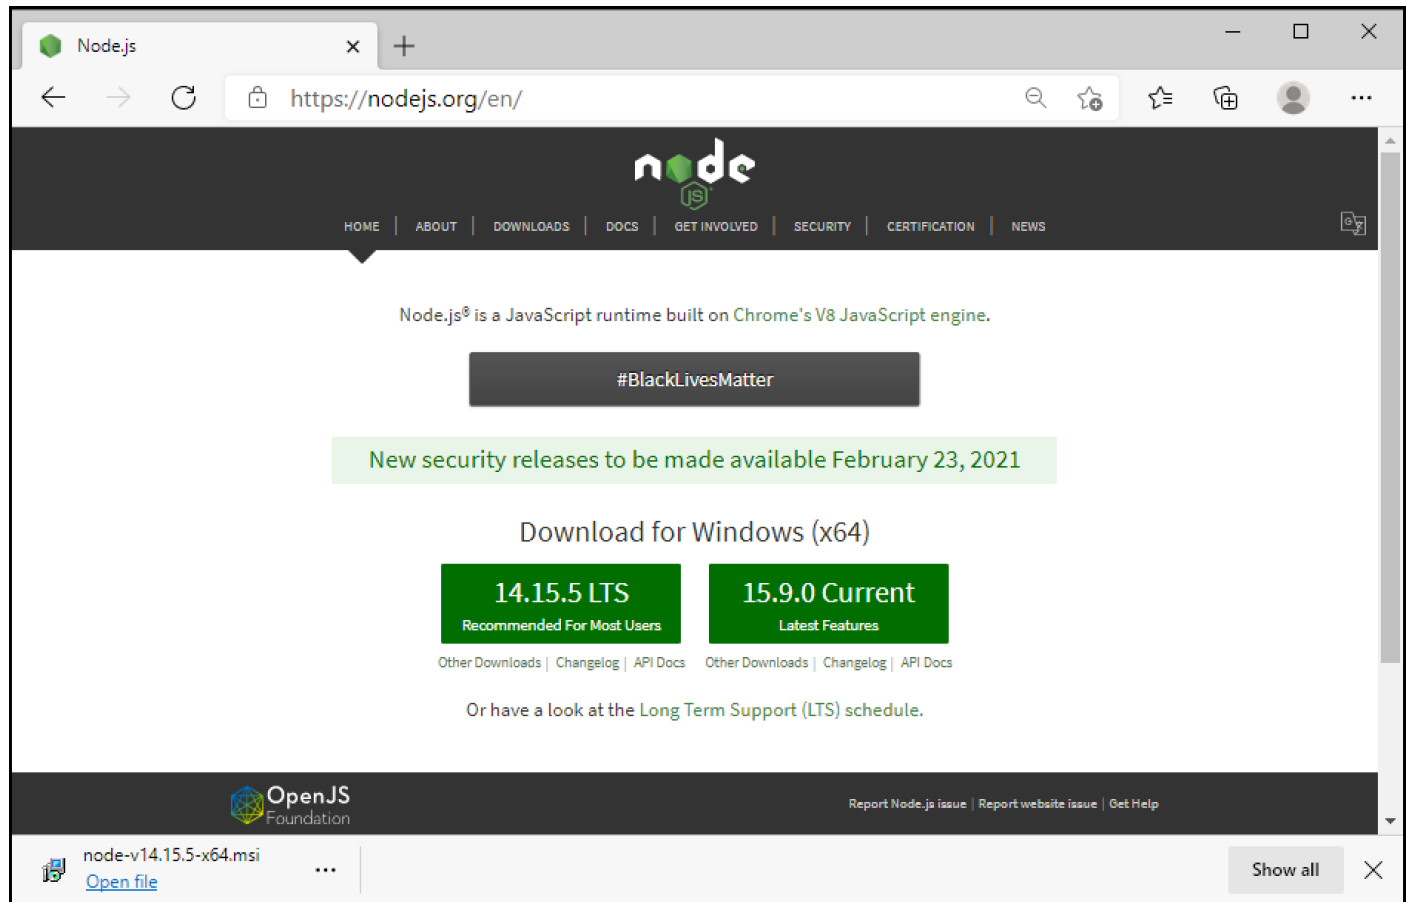 Node.js
https://nodejs.org/en/
node
JS
HOME | ABOUT | DOWNLOADS | DOCS | GET INVOLVED | SECURITY | CERTIFICATION | NEWS
Node.js® is a JavaScript runtime built on Chrome's V8 JavaScript engine.
#BlackLivesMatter
New security releases to be made available February 23, 2021
Download for Windows (x64)
14.15.5 LTS
Recommended For Most Users
Other Downloads | Changelog | API Docs
15.9.0 Current
Latest Features
Other Downloads | Changelog | API Docs
Or have a look at the Long Term Support (LTS) schedule.
OpenJS
Foundation
Report Node.js issue | Report website issue | Get Help
node-v14.15.5-x64.msi
Open file
Show all